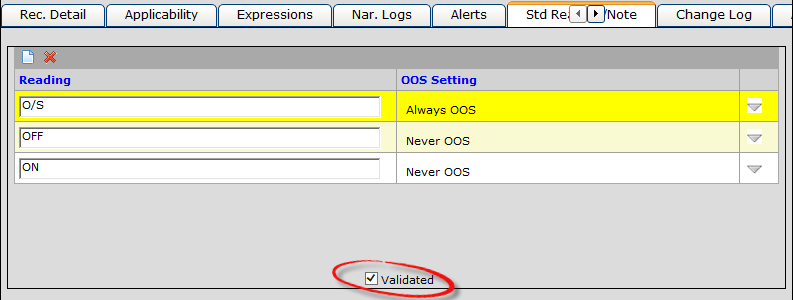 Rec. Detail Applicability Expressions Nar. Logs Alerts Std Rea /Note Change Log
Reading OOS Setting
O/S Always OOS
OFF Never OOS
ON Never OOS
Validated